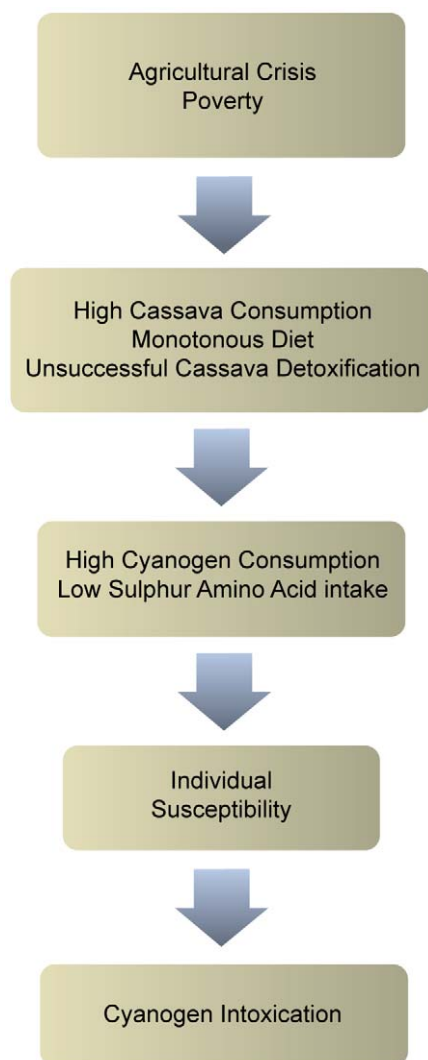 Agricultural Crisis
Poverty
High Cassava Consumption
Monotonous Diet
Unsuccessful Cassava Detoxification
High Cyanogen Consumption
Low Sulphur Amino Acid intake
Individual
Susceptibility
Cyanogen Intoxication